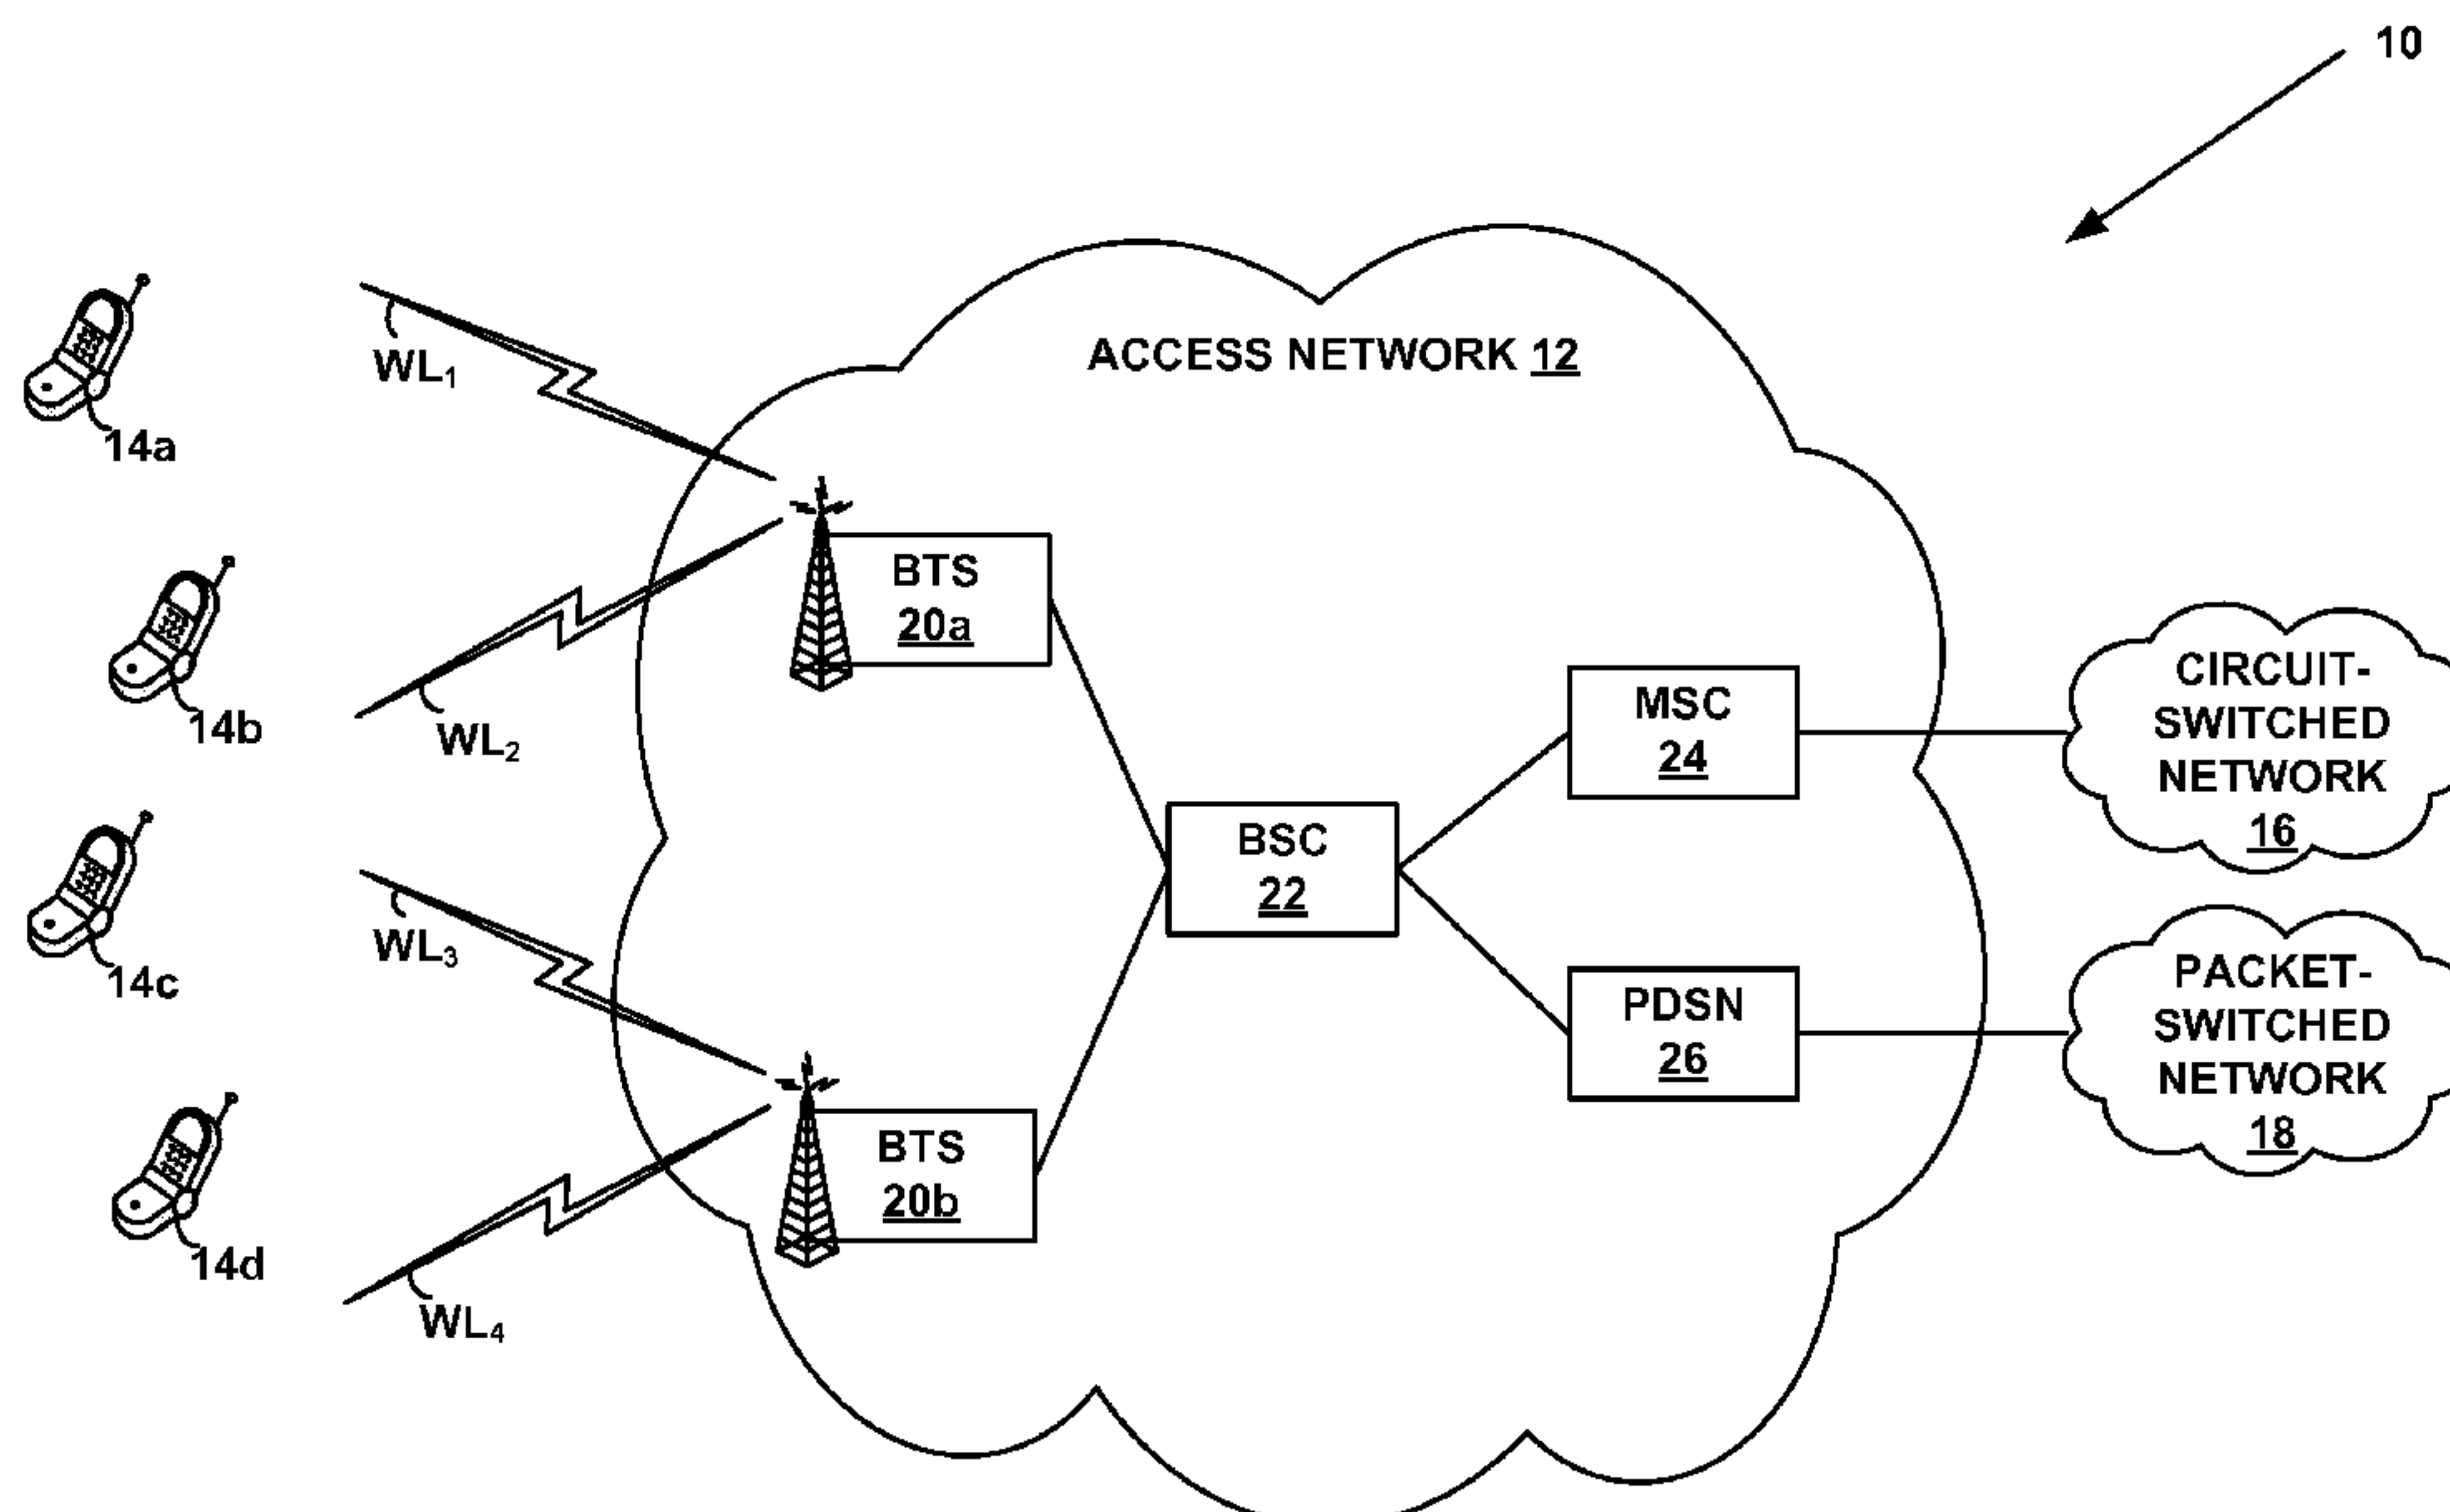 10
ACCESS NETWORK 12
WL1
14a
BTS
20a
14b
WL2
MSC
24
CIRCUIT-
SWITCHED
NETWORK
16
BSC
22
WL3
14c
PDSN
26
PACKET-
SWITCHED
NETWORK
18
BTS
20b
14d
WL4